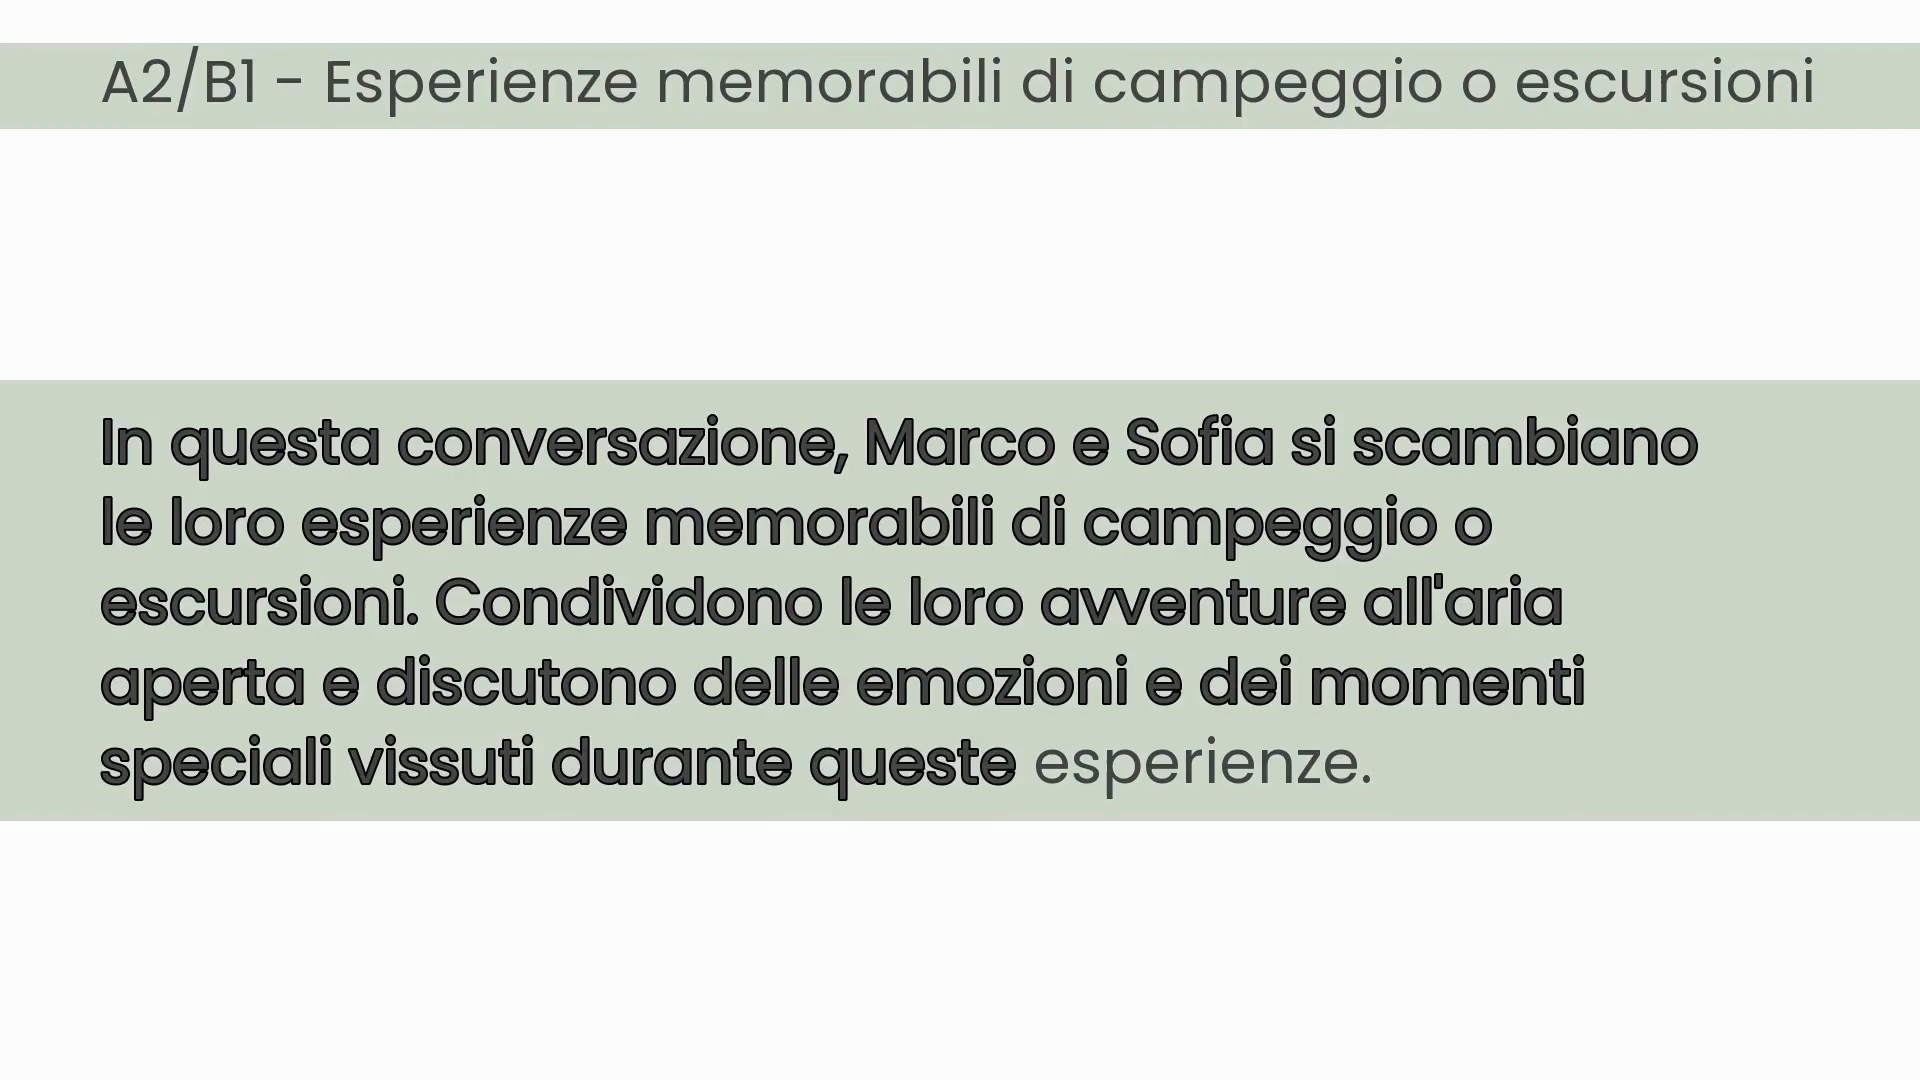 A2/B1 - Esperienze memorabili di campeggio o escursioni
In questa conversazione, Marco e Sofia si scambiano
le loro esperienze memorabili di campeggio o
escursioni. Condividono le loro avventure all'aria
aperta e discutono delle emozioni e dei momenti
speciali vissuti durante queste esperienze.